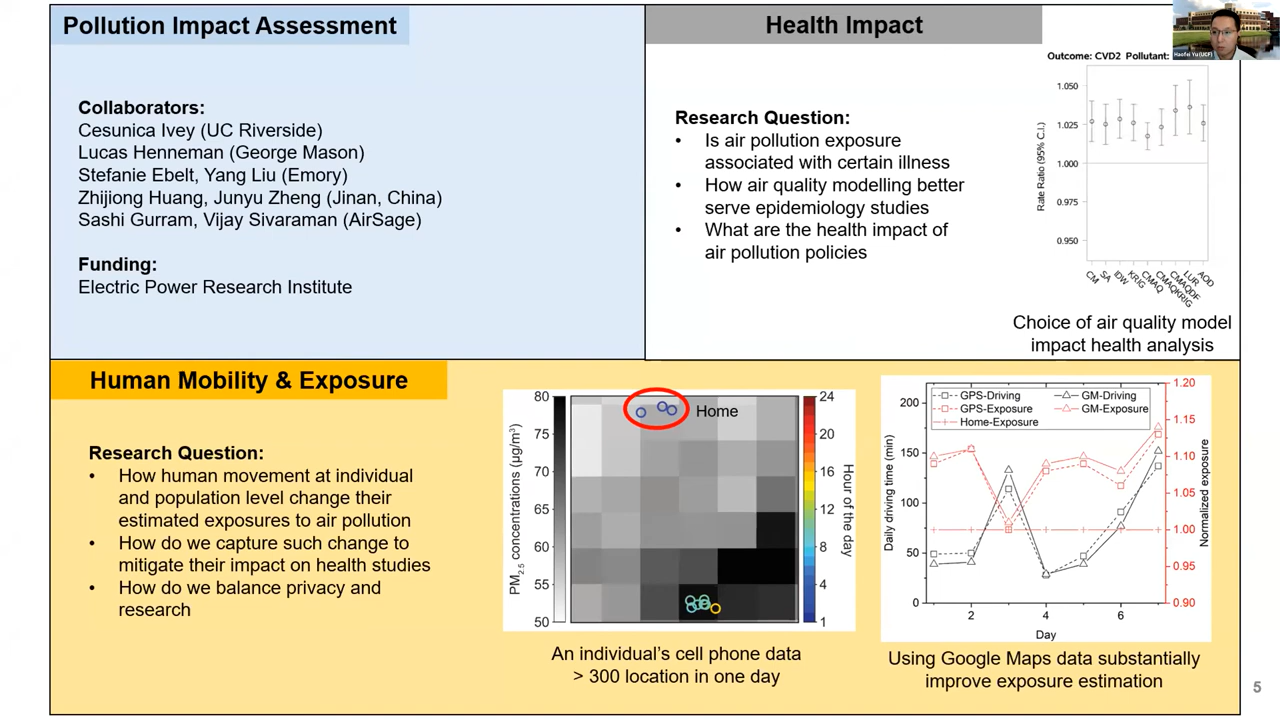 Pollution Impact Assessment
Collaborators:
Cesunica Ivey (UC Riverside)
Lucas Henneman (George Mason)
Stefanie Ebelt, Yang Liu (Emory)
Zhijiong Huang, Junyu Zheng (Jinan, China)
Sashi Gurram, Vijay Sivaraman (AirSage)
Funding:
Electric Power Research Institute
Health Impact
Research Question:
• Is air pollution exposure
associated with certain illness
• How air quality modelling better
serve epidemiology studies
• What are the health impact of
air pollution policies
Haofei Yu (UCF)
Outcome: CVD2 Pollutant:
Rate Ratio (95% C.I.)
1.050
1.025
1.000
0.975
0.950
CM
SA
IDW
KRIG
CMAQ
CMAQKRIG
CMAQDF
LUR
AOD
Choice of air quality model
impact health analysis
Human Mobility & Exposure
Research Question:
• How human movement at individual
and population level change their
estimated exposures to air pollution
• How do we capture such change to
mitigate their impact on health studies
• How do we balance privacy and
research
PM2.5 concentrations (μg/m³)
80
75
70
65
60
55
50
Home
24
20
16
12
8
4
1
Hour of the day
An individual's cell phone data
> 300 location in one day
GPS-Driving
GM-Driving
GPS-Exposure
GM-Exposure
Home-Exposure
Daily driving time (min)
200
150
100
50
0
2
4
6
Day
1.20
1.15
1.10
1.05
1.00
0.95
0.90
Normalized exposure
Using Google Maps data substantially
improve exposure estimation
5